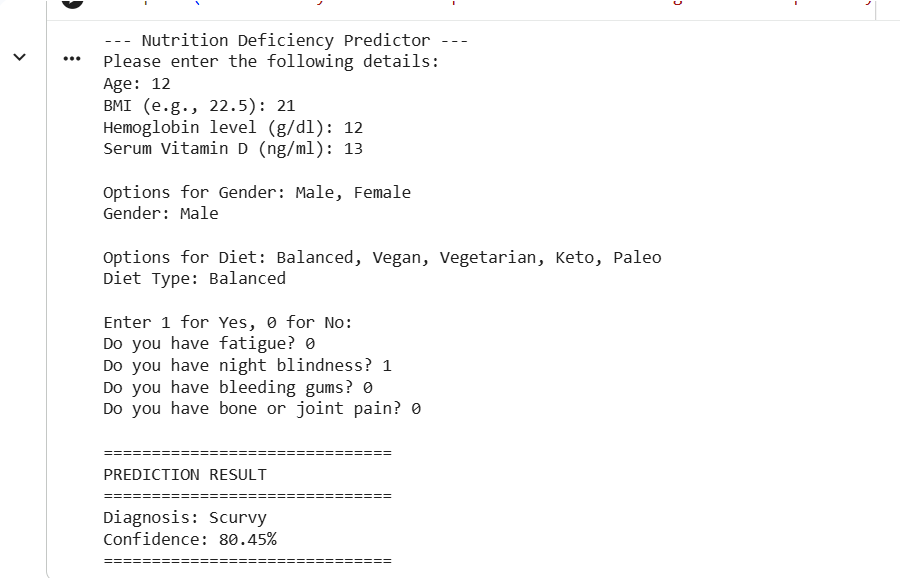 --- Nutrition Deficiency Predictor ---
Please enter the following details:
Age: 12
BMI (e.g., 22.5): 21
Hemoglobin level (g/dl): 12
Serum Vitamin D (ng/ml): 13
Options for Gender: Male, Female
Gender: Male
Options for Diet: Balanced, Vegan, Vegetarian, Keto, Paleo
Diet Type: Balanced
Enter 1 for Yes, 0 for No:
Do you have fatigue? 0
Do you have night blindness? 1
Do you have bleeding gums? 0
Do you have bone or joint pain? 0
==============================
PREDICTION RESULT
==============================
Diagnosis: Scurvy
Confidence: 80.45%
==============================